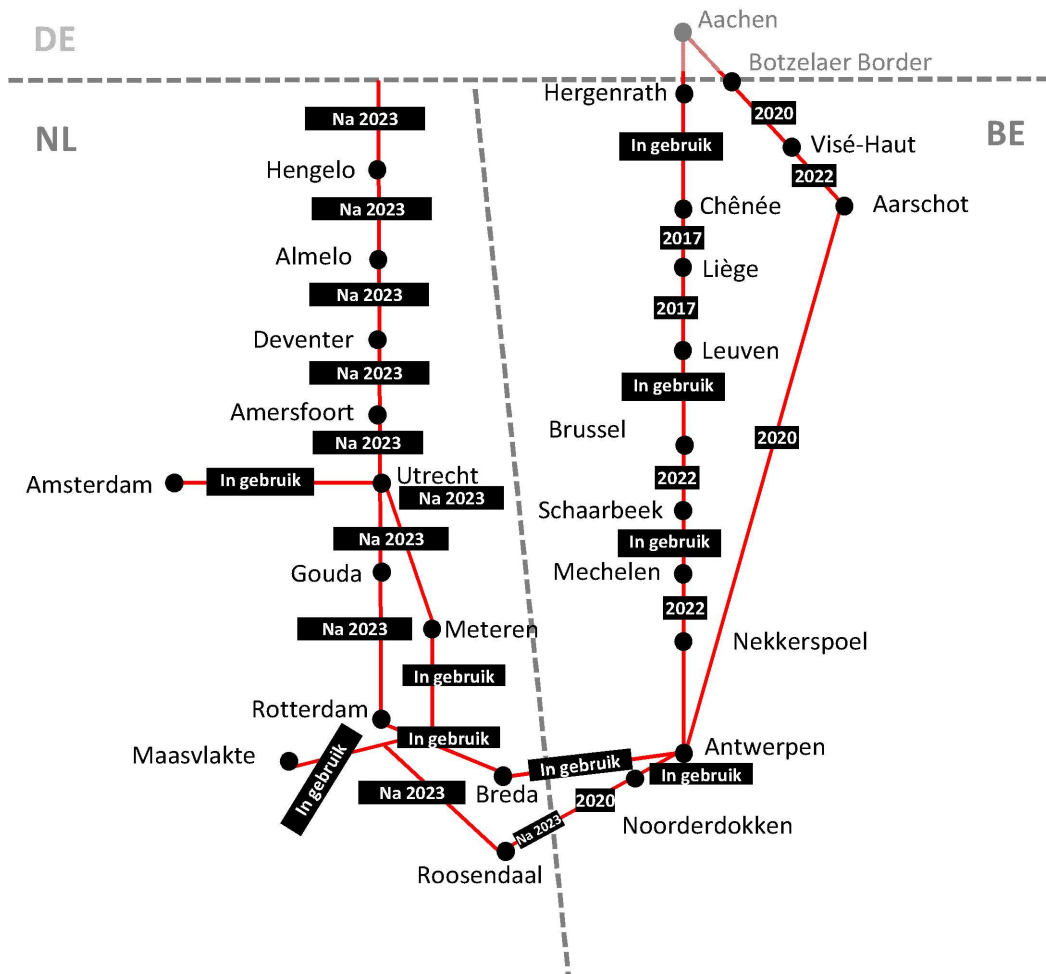 Aachen
DE
Botzelaer Border
Hergenrath
2020
Na 2023
NL
BE
In gebruik
Visé-Haut
Hengelo
2022
Na 2023
Chênée
Aarschot
2017
Almelo
Liège
Na 2023
2017
Deventer
Leuven
Na 2023
In gebruik
Amersfoort
Brussel
2020
Na 2023
Amsterdam
In gebruik
Utrecht
2022
Na 2023
Schaarbeek
Na 2023
In gebruik
Gouda
Mechelen
2022
Na 2023
Meteren
Nekkerspoel
In gebruik
Rotterdam
In gebruik
Maasvlakte
Antwerpen
In gebruik
In gebruik
In gebruik
Na 2023
Breda
2020
Noorderdokken
Na 2023
Roosendaal